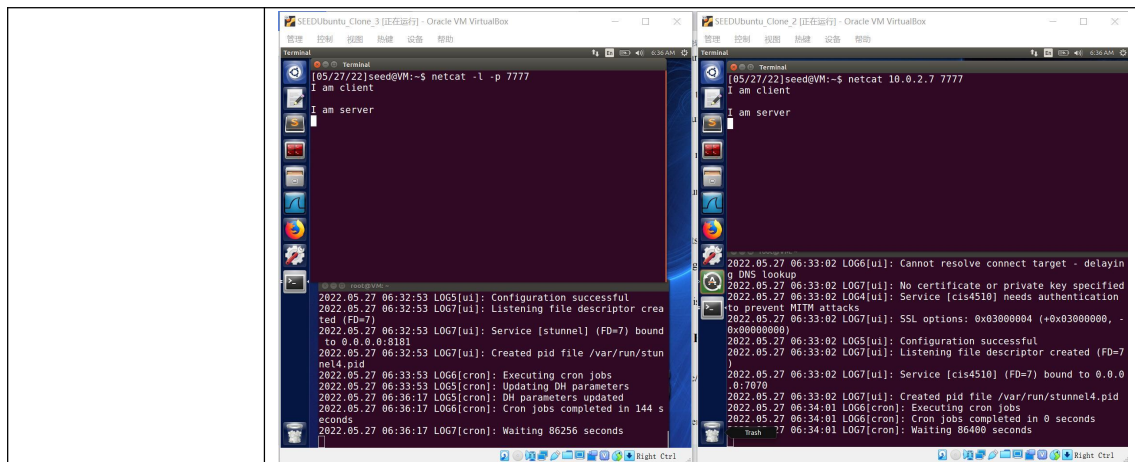 SEEDUbuntu_Clone_3 [正在运行] - Oracle VM VirtualBox
管理 控制 视图 热键 设备 帮助
Terminal
En
6:36AM
Terminal
[05/27/22]seed@VM:~$ netcat -l -p 7777
I am client
I am server
root@VM: ~
2022.05.27 06:32:53 LOG5[ui]: Configuration successful
2022.05.27 06:32:53 LOG7[ui]: Listening file descriptor crea
ted (FD=7)
2022.05.27 06:32:53 LOG7[ui]: Service [stunnel] (FD=7) bound
to 0.0.0.0:8181
2022.05.27 06:32:53 LOG7[ui]: Created pid file /var/run/stun
nel4.pid
2022.05.27 06:33:53 LOG6[cron]: Executing cron jobs
2022.05.27 06:33:53 LOG5[cron]: Updating DH parameters
2022.05.27 06:36:17 LOG5[cron]: DH parameters updated
2022.05.27 06:36:17 LOG6[cron]: Cron jobs completed in 144 s
econds
2022.05.27 06:36:17 LOG7[cron]: Waiting 86256 seconds
Right Ctrl
SEEDUbuntu_Clone_2 [正在运行] - Oracle VM VirtualBox
管理 控制 视图 热键 设备 帮助
Terminal
En
6:36AM
Terminal
[05/27/22]seed@VM:~$ netcat 10.0.2.7 7777
I am client
I am server
2022.05.27 06:33:02 LOG6[ui]: Cannot resolve connect target - delayin
g DNS lookup
2022.05.27 06:33:02 LOG7[ui]: No certificate or private key specified
2022.05.27 06:33:02 LOG4[ui]: Service [cis4510] needs authentication
to prevent MITM attacks
2022.05.27 06:33:02 LOG7[ui]: SSL options: 0x03000004 (+0x03000000, -
0x00000000)
2022.05.27 06:33:02 LOG5[ui]: Configuration successful
2022.05.27 06:33:02 LOG7[ui]: Listening file descriptor created (FD=7
)
2022.05.27 06:33:02 LOG7[ui]: Service [cis4510] (FD=7) bound to 0.0.0
.0:7070
2022.05.27 06:33:02 LOG7[ui]: Created pid file /var/run/stunnel4.pid
2022.05.27 06:34:01 LOG6[cron]: Executing cron jobs
2022.05.27 06:34:01 LOG6[cron]: Cron jobs completed in 0 seconds
27 06:34:01 LOG7[cron]: Waiting 86400 seconds
Trash
Right Ctrl